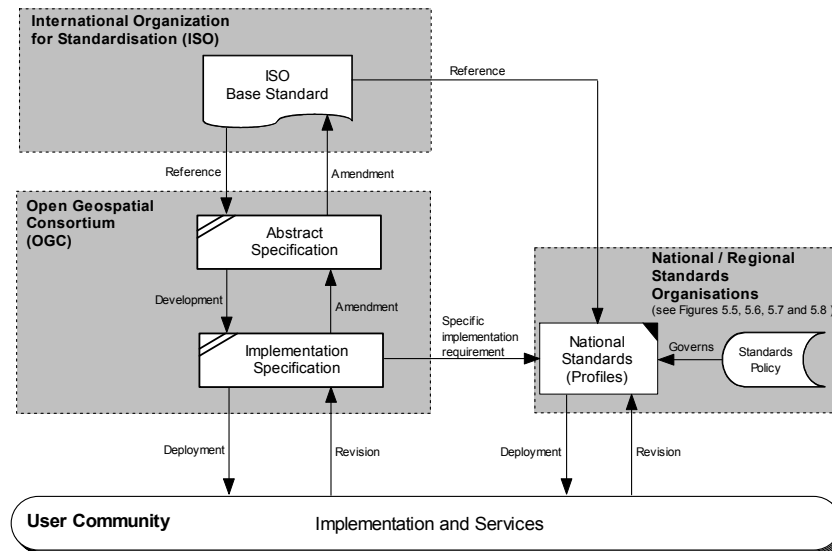 International Organization
for Standardisation (ISO)
ISO
Base Standard
Reference
Reference
Amendment
Open Geospatial
Consortium
(OGC)
Abstract
Specification
Development
Amendment
Implementation
Specification
Specific
implementation
requirement
National / Regional
Standards
Organisations
(see Figures 5.5, 5.6, 5.7 and 5.8 )
National
Standards
(Profiles)
Governs
Standards
Policy
Deployment
Revision
Deployment
Revision
User Community
Implementation and Services